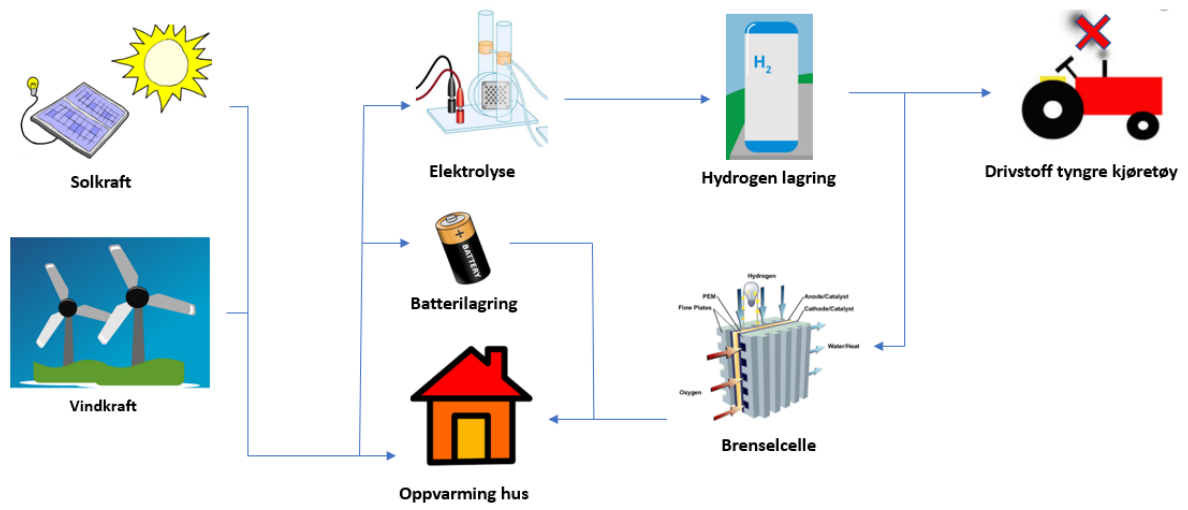 Solkraft
Elektrolyse
H2
Hydrogen lagring
Drivstoff tyngre kjøretøy
Vindkraft
+
BATTERY
Batterilagring
Oppvarming hus
Hydrogen
PEM
Flow Plates
Anode/Catalyst
Cathode/Catalyst
Water/Heat
Oxygen
Brenselcelle